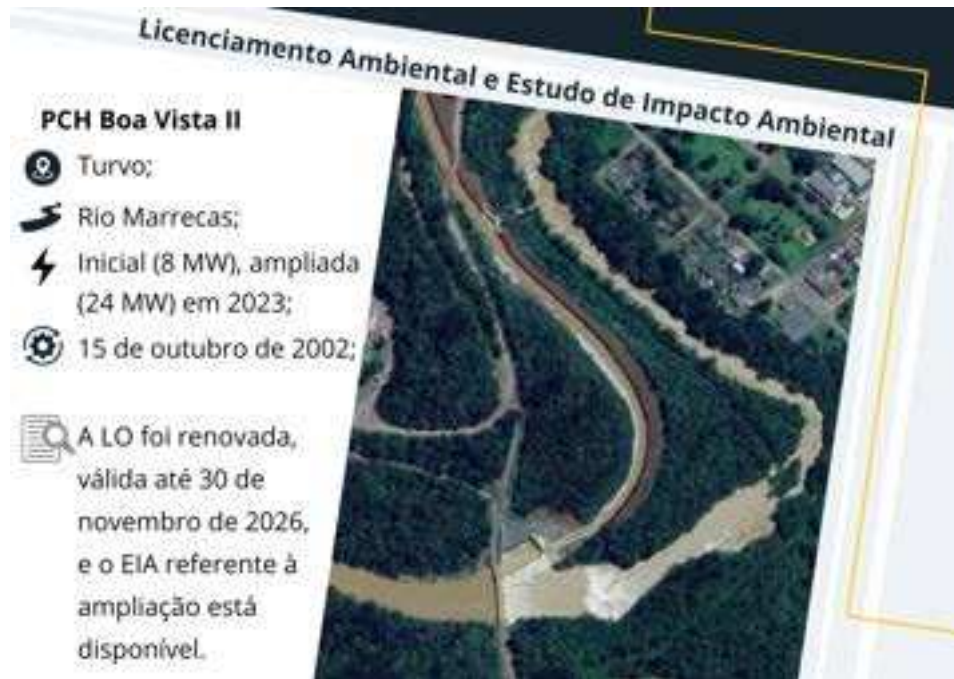 Licenciamento Ambiental e Estudo de Impacto Ambiental
PCH Boa Vista II
Turvo;
Rio Marrecas;
Inicial (8 MW), ampliada
(24 MW) em 2023;
15 de outubro de 2002;
A LO foi renovada,
válida até 30 de
novembro de 2026,
e o EIA referente à
ampliação está
disponível.